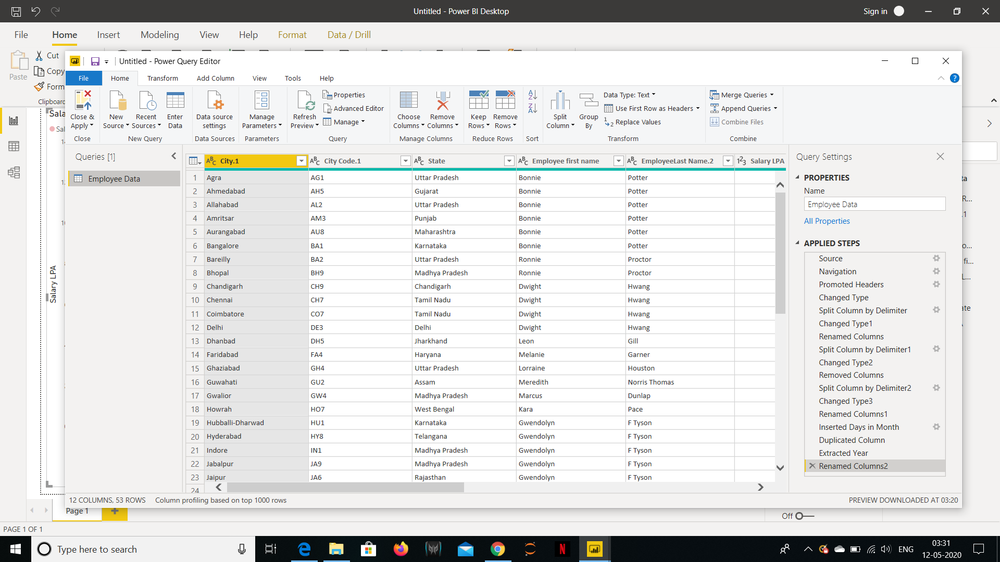 Untitled - Power BI Desktop
Sign in
File Home Insert Modeling View Help Format Data / Drill
Paste
Cut
Copy
Form
Clipboard
Untitled - Power Query Editor
File Home Transform Add Column View Tools Help
Close & Apply
Close
New Source
Recent Sources
Enter Data
New Query
Data source settings
Data Sources
Manage Parameters
Parameters
Refresh Preview
Properties
Advanced Editor
Manage
Query
Choose Columns
Remove Columns
Manage Columns
Keep Rows
Remove Rows
Reduce Rows
Sort
Split Column
Group By
Data Type: Text
Use First Row as Headers
Replace Values
Transform
Merge Queries
Append Queries
Combine Files
Combine
Sala
Sal
Salary LPA
Queries [1]
Employee Data
City.1 City Code.1 State Employee first name EmployeeLast Name.2 Salary LPA
1 Agra AG1 Uttar Pradesh Bonnie Potter
2 Ahmedabad AH5 Gujarat Bonnie Potter
3 Allahabad AL2 Uttar Pradesh Bonnie Potter
4 Amritsar AM3 Punjab Bonnie Potter
5 Aurangabad AU8 Maharashtra Bonnie Potter
6 Bangalore BA1 Karnataka Bonnie Potter
7 Bareilly BA2 Uttar Pradesh Ronnie Proctor
8 Bhopal BH9 Madhya Pradesh Ronnie Proctor
9 Chandigarh CH9 Chandigarh Dwight Hwang
10 Chennai CH7 Tamil Nadu Dwight Hwang
11 Coimbatore CO7 Tamil Nadu Dwight Hwang
12 Delhi DE3 Delhi Dwight Hwang
13 Dhanbad DH5 Jharkhand Leon Gill
14 Faridabad FA4 Haryana Melanie Garner
15 Ghaziabad GH4 Uttar Pradesh Lorraine Houston
16 Guwahati GU2 Assam Meredith Norris Thomas
17 Gwalior GW4 Madhya Pradesh Marcus Dunlap
18 Howrah HO7 West Bengal Kara Pace
19 Hubballi-Dharwad HU1 Karnataka Gwendolyn F Tyson
20 Hyderabad HY8 Telangana Gwendolyn F Tyson
21 Indore IN1 Madhya Pradesh Gwendolyn F Tyson
22 Jabalpur JA9 Madhya Pradesh Gwendolyn F Tyson
23 Jaipur JA6 Rajasthan Gwendolyn F Tyson
24
Query Settings
PROPERTIES
Name
Employee Data
All Properties
APPLIED STEPS
Source
Navigation
Promoted Headers
Changed Type
Split Column by Delimiter
Changed Type1
Renamed Columns
Split Column by Delimiter1
Changed Type2
Removed Columns
Split Column by Delimiter2
Changed Type3
Renamed Columns1
Inserted Days in Month
Duplicated Column
Extracted Year
Renamed Columns2
12 COLUMNS, 53 ROWS Column profiling based on top 1000 rows
PREVIEW DOWNLOADED AT 03:20
Page 1
Off
PAGE 1 OF 1
Type here to search
ENG
03:31
12-05-2020